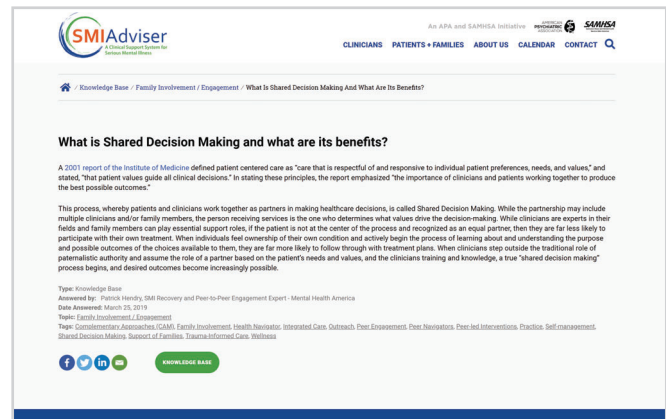 An APA and SAMHSA Initiative
AMERICAN
PSYCHIATRIC
ASSOCIATION
SAMHSA
SMIAdviser
A Clinical Support System for
Serious Mental Illness
CLINICIANS PATIENTS + FAMILIES ABOUT US CALENDAR CONTACT
/ Knowledge Base / Family Involvement / Engagement / What Is Shared Decision Making And What Are Its Benefits?
What is Shared Decision Making and what are its benefits?
A 2001 report of the Institute of Medicine defined patient centered care as "care that is respectful of and responsive to individual patient preferences, needs, and values," and
stated, "that patient values guide all clinical decisions." In stating these principles, the report emphasized "the importance of clinicians and patients working together to produce
the best possible outcomes."
This process, whereby patients and clinicians work together as partners in making healthcare decisions, is called Shared Decision Making. While the partnership may include
multiple clinicians and/or family members, the person receiving services is the one who determines what values drive the decision-making. While clinicians are experts in their
fields and family members can play essential support roles, if the patient is not at the center of the process and recognized as an equal partner, then they are far less likely to
participate with their own treatment. When individuals feel ownership of their own condition and actively begin the process of learning about and understanding the purpose
and possible outcomes of the choices available to them, they are far more likely to follow through with treatment plans. When clinicians step outside the traditional role of
paternalistic authority and assume the role of a partner based on the patient's needs and values, and the clinicians training and knowledge, a true "shared decision making"
process begins, and desired outcomes become increasingly possible.
Type: Knowledge Base
Answered by: Patrick Hendry, SMI Recovery and Peer-to-Peer Engagement Expert - Mental Health America
Date Answered: March 25, 2019
Topic: Family Involvement / Engagement
Tags: Complementary Approaches (CAM), Family Involvement, Health Navigator, Integrated Care, Outreach, Peer Engagement, Peer Navigators, Peer-led Interventions, Practice, Self-management,
Shared Decision Making, Support of Families, Trauma-Informed Care, Wellness
KNOWLEDGE BASE